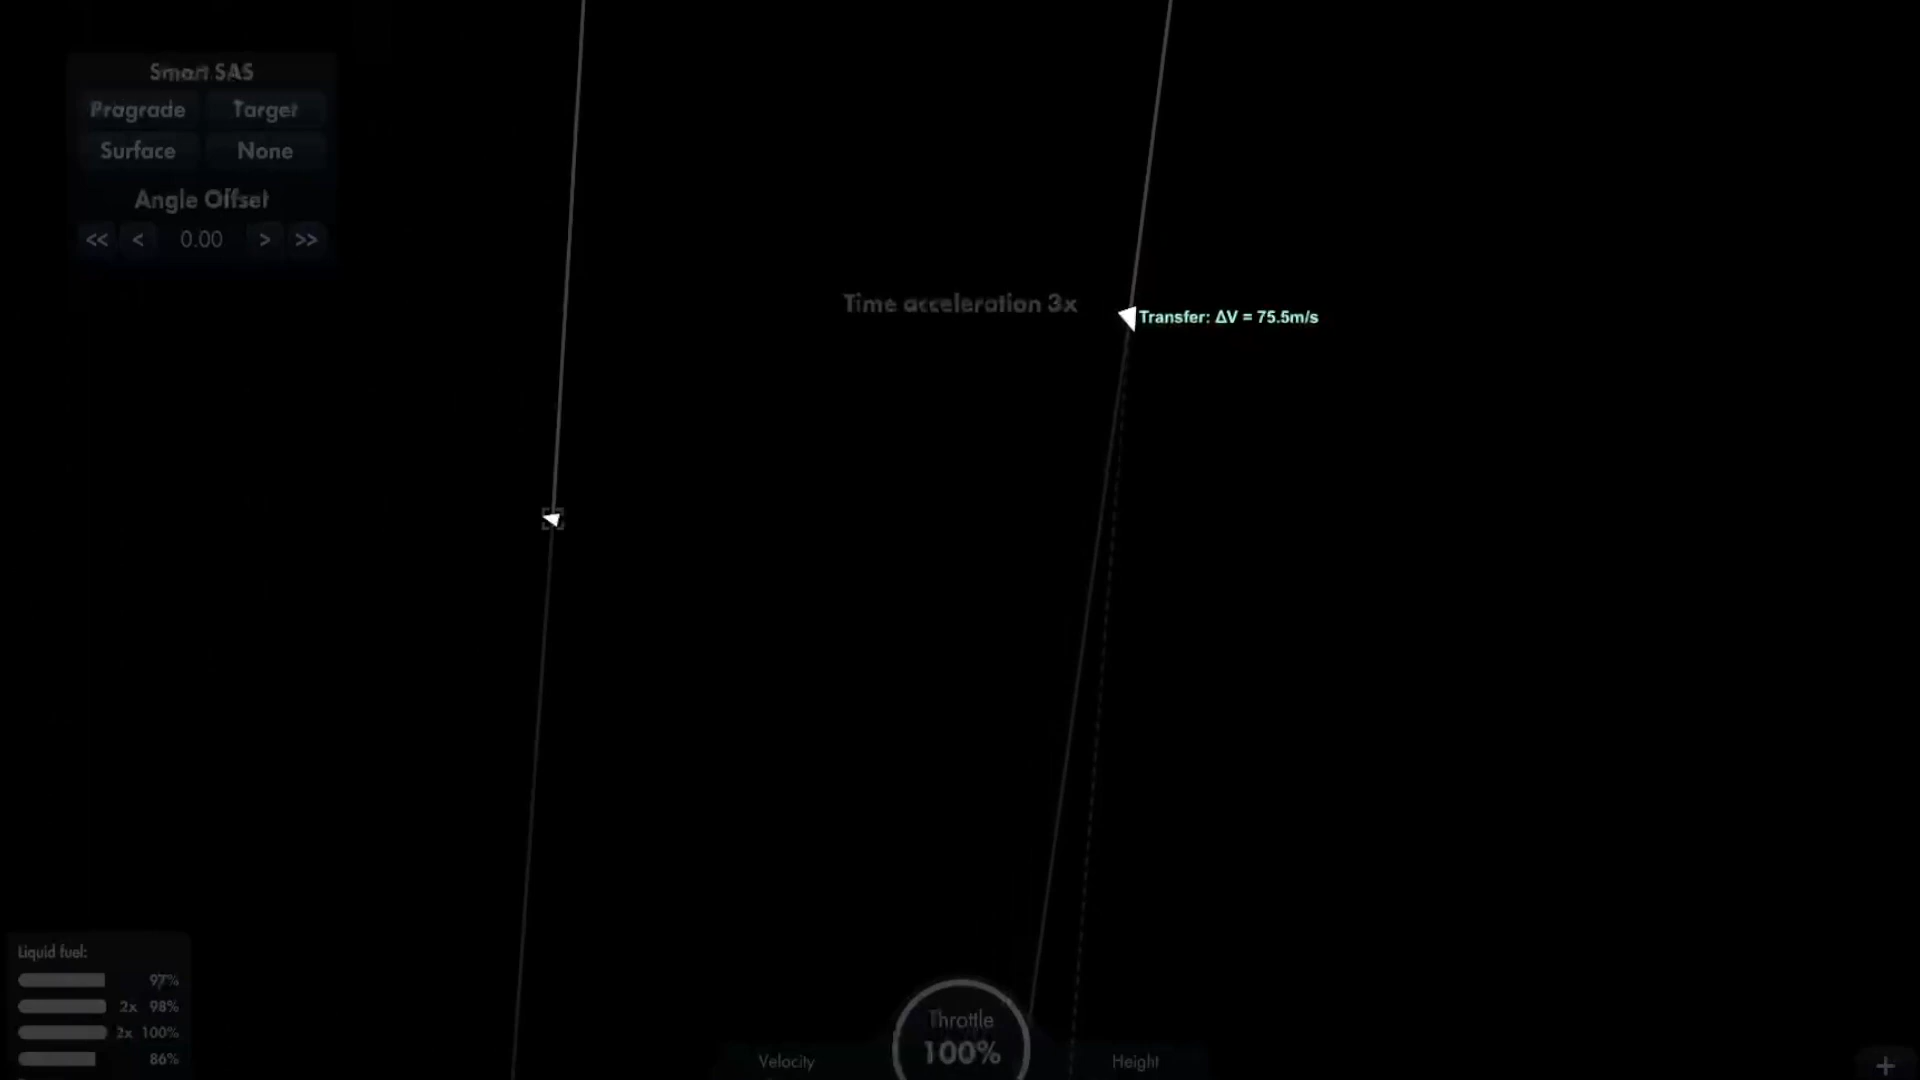 Smart SAS
Prograde Target
Surface None
Angle Offset
<< < 0.00 > >>
Time acceleration 3x
Transfer: ΔV = 75.5m/s
Liquid fuel:
97%
2x 98%
2x 100%
86%
Throttle
100%
Velocity
Height
+